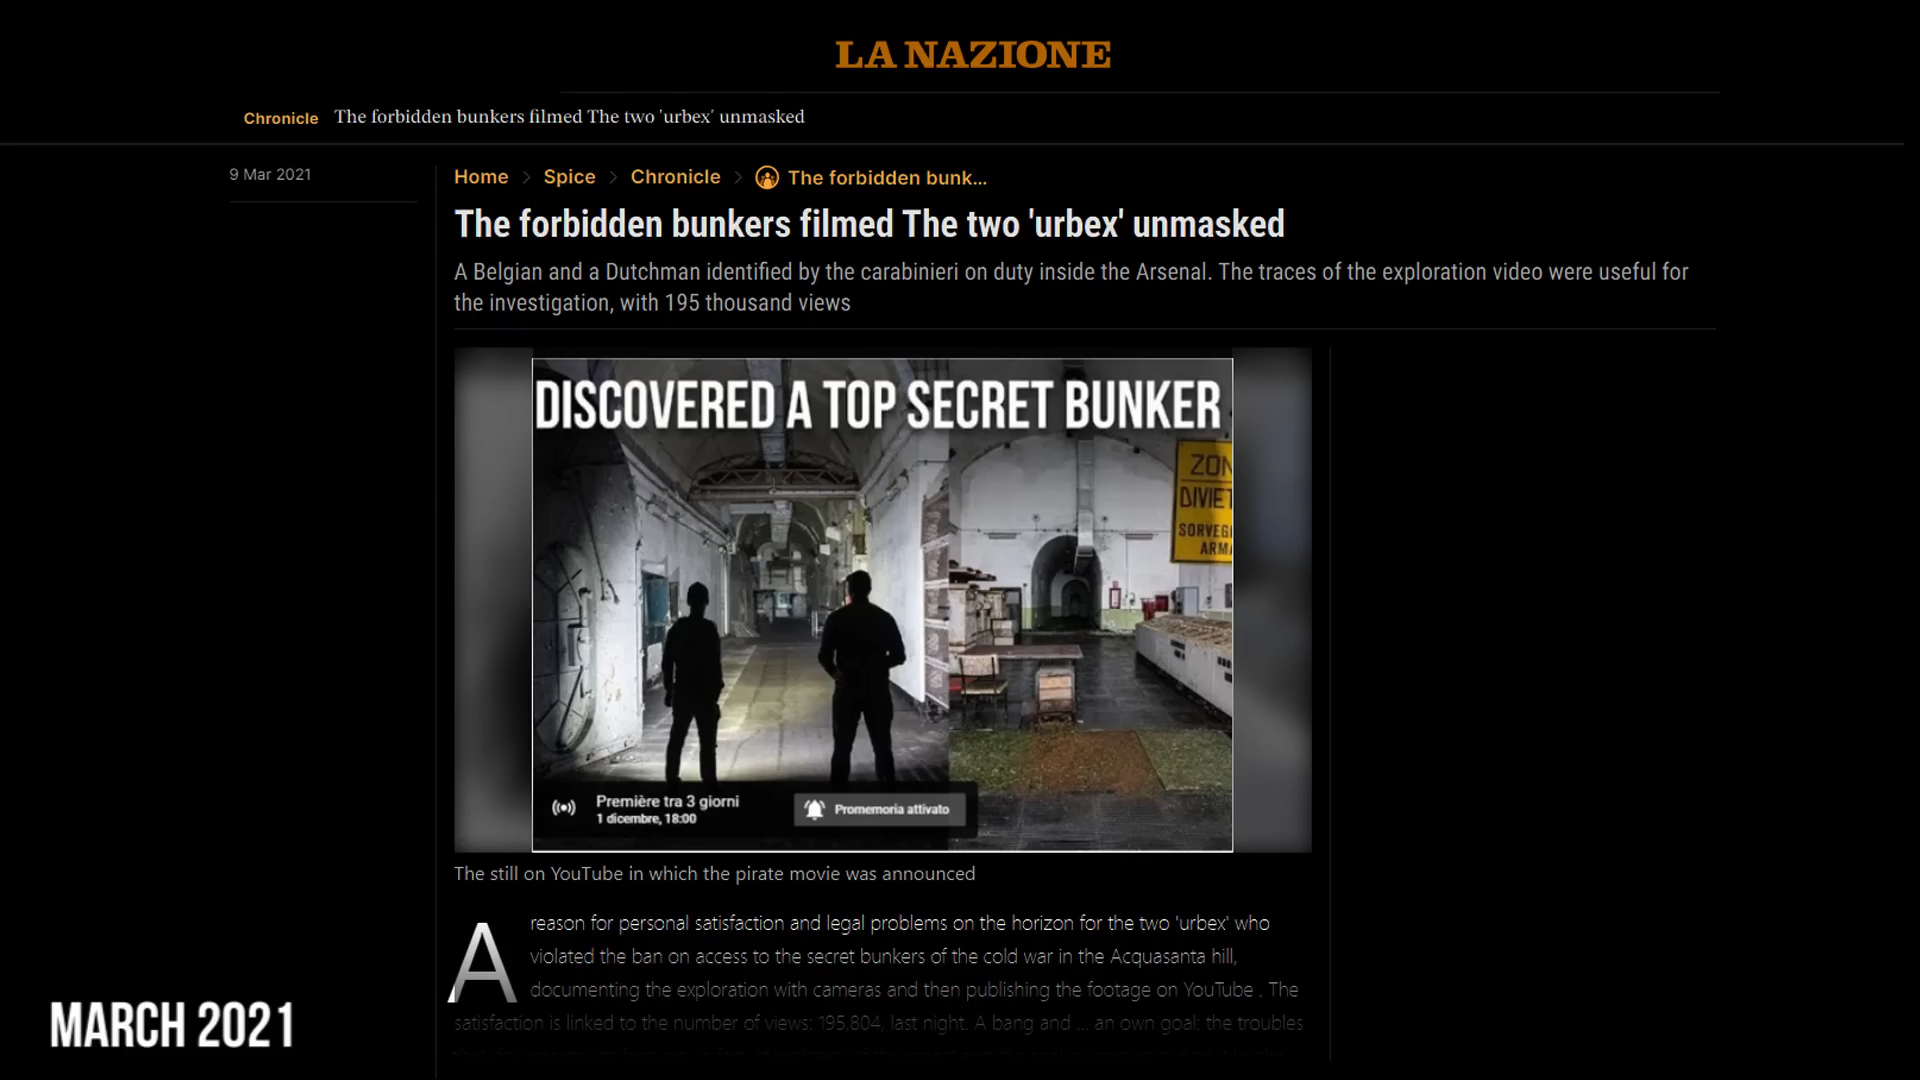 LA NAZIONE
Chronicle The forbidden bunkers filmed The two 'urbex' unmasked
9 Mar 2021
Home > Spice > Chronicle > The forbidden bunk...
The forbidden bunkers filmed The two 'urbex' unmasked
A Belgian and a Dutchman identified by the carabinieri on duty inside the Arsenal. The traces of the exploration video were useful for
the investigation, with 195 thousand views
DISCOVERED A TOP SECRET BUNKER
ZON
DIVIET
SORVEG
ARMA
Première tra 3 giorni
1 dicembre, 18:00
Promemoria attivato
The still on YouTube in which the pirate movie was announced
A reason for personal satisfaction and legal problems on the horizon for the two 'urbex' who
violated the ban on access to the secret bunkers of the cold war in the Acquasanta hill,
documenting the exploration with cameras and then publishing the footage on YouTube . The
satisfaction is linked to the number of views: 195,804, last night. A bang and ... an own goal: the troubles
MARCH 2021